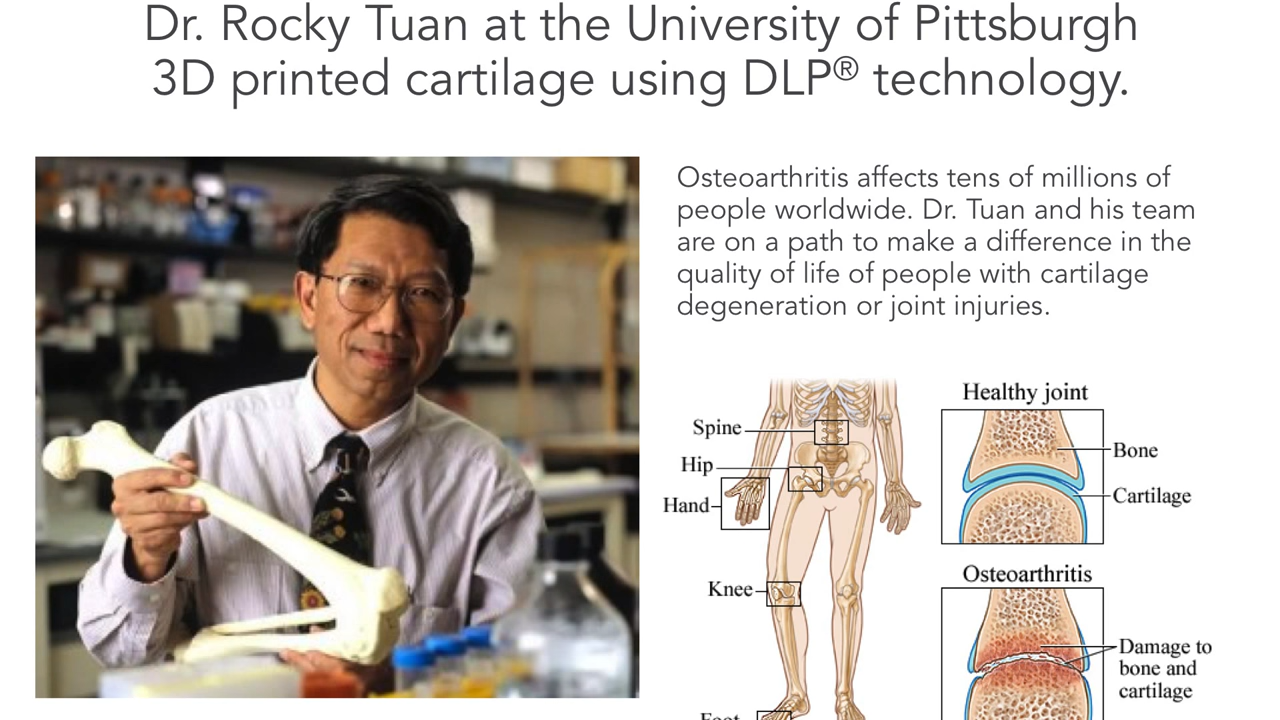 Dr. Rocky Tuan at the University of Pittsburgh
3D printed cartilage using DLP® technology.
Osteoarthritis affects tens of millions of
people worldwide. Dr. Tuan and his team
are on a path to make a difference in the
quality of life of people with cartilage
degeneration or joint injuries.
Spine
Hip
Hand
Knee
Foot
Healthy joint
Bone
Cartilage
Osteoarthritis
Damage to
bone and
cartilage